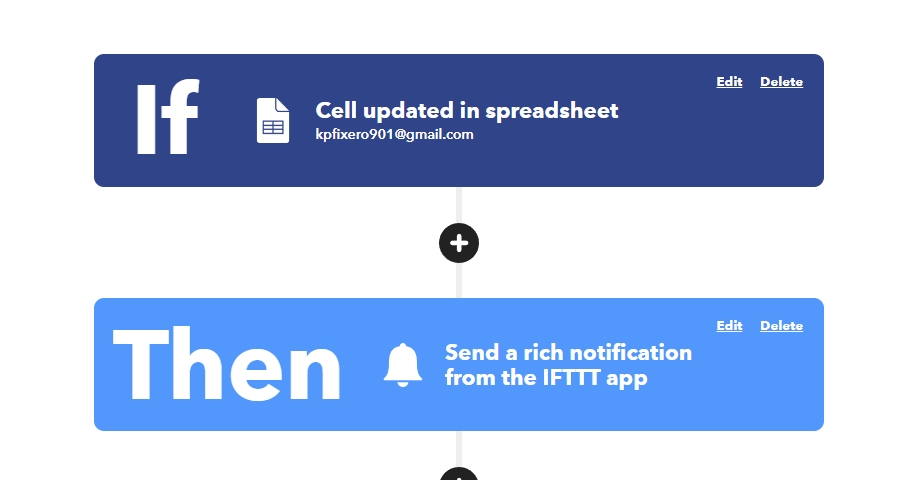 If
Cell updated in spreadsheet
kpfixero901@gmail.com
Edit Delete
Then
Send a rich notification
from the IFTTT app
Edit Delete